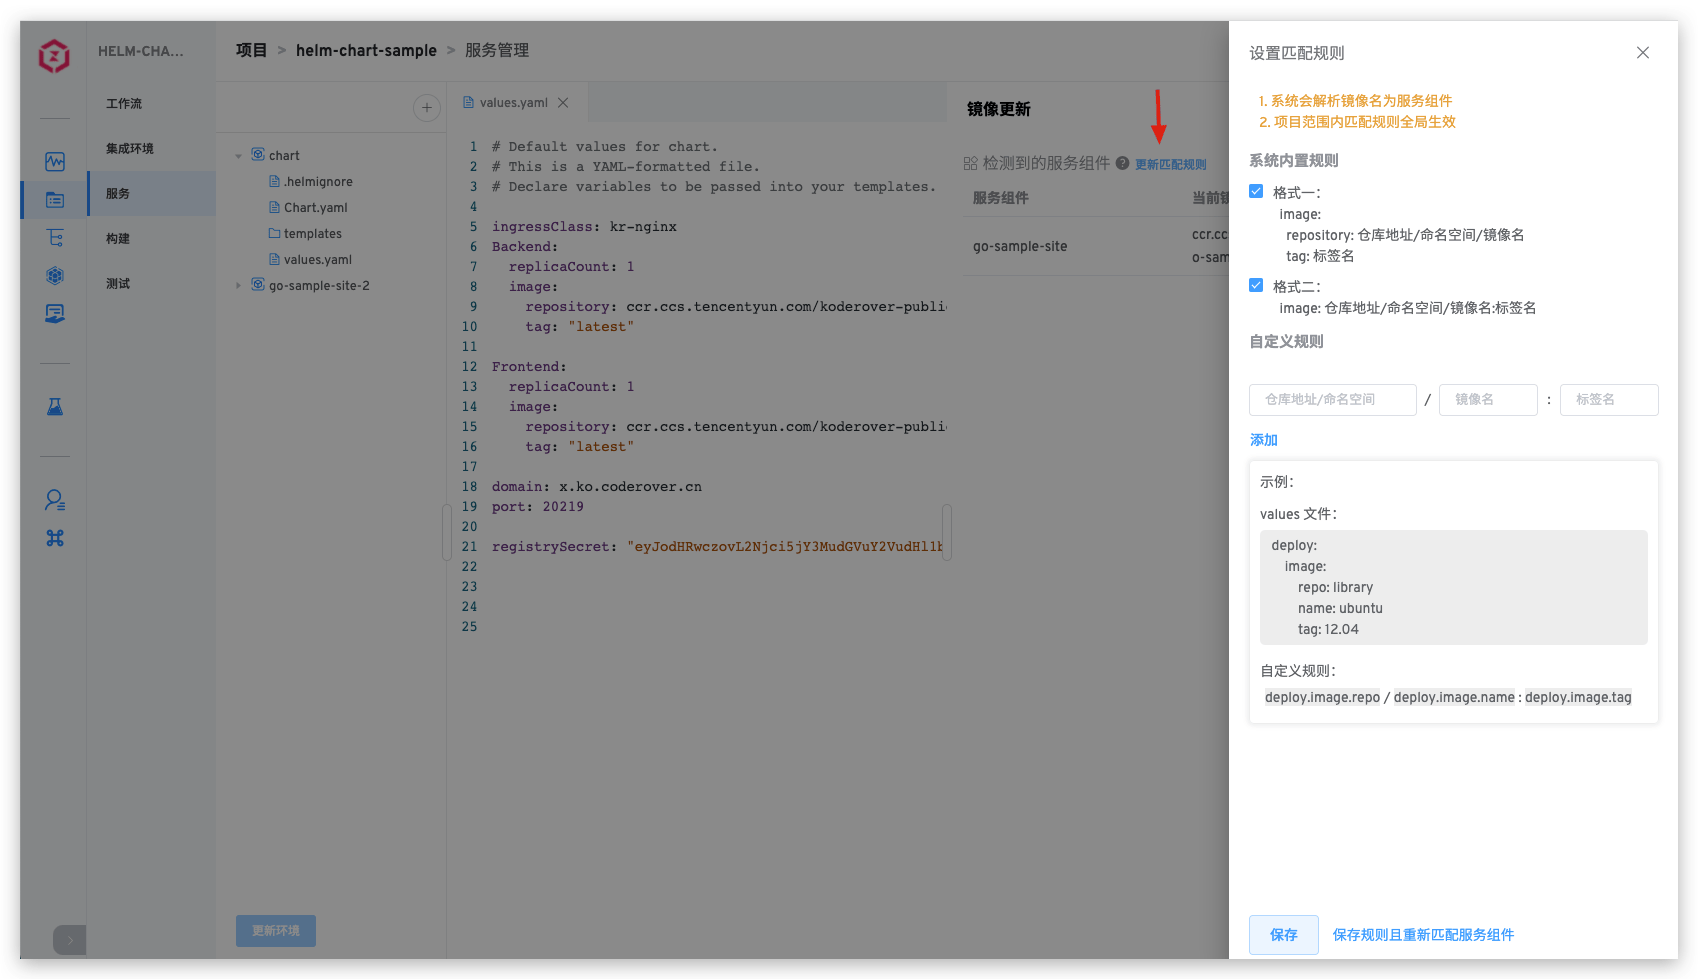 HELM-CHA...
工作流
集成环境
服务
构建
测试
项目 > helm-chart-sample > 服务管理
chart
.helmignore
Chart.yaml
templates
values.yaml
go-sample-site-2
更新环境
values.yaml
1 # Default values for chart.
2 # This is a YAML-formatted file.
3 # Declare variables to be passed into your templates.
4
5 ingressClass: kr-nginx
6 Backend:
7   replicaCount: 1
8   image:
9     repository: ccr.ccs.tencentyun.com/koderover-publi
10     tag: "latest"
11
12 Frontend:
13   replicaCount: 1
14   image:
15     repository: ccr.ccs.tencentyun.com/koderover-publi
16     tag: "latest"
17
18 domain: x.ko.coderover.cn
19 port: 20219
20
21 registrySecret: "eyJodHRwczovL2Njci5jY3MudGVuY2VudHl1b
22
23
24
25
镜像更新
检测到的服务组件 ? 更新匹配规则
服务组件 当前镜
go-sample-site
ccr.ccs
o-sam
设置匹配规则
1. 系统会解析镜像名为服务组件
2. 项目范围内匹配规则全局生效
系统内置规则
格式一：
image:
repository: 仓库地址/命名空间/镜像名
tag: 标签名
格式二：
image: 仓库地址/命名空间/镜像名:标签名
自定义规则
仓库地址/命名空间 / 镜像名 : 标签名
添加
示例：
values 文件：
deploy:
image:
repo: library
name: ubuntu
tag: 12.04
自定义规则：
deploy.image.repo / deploy.image.name : deploy.image.tag
保存 保存规则且重新匹配服务组件